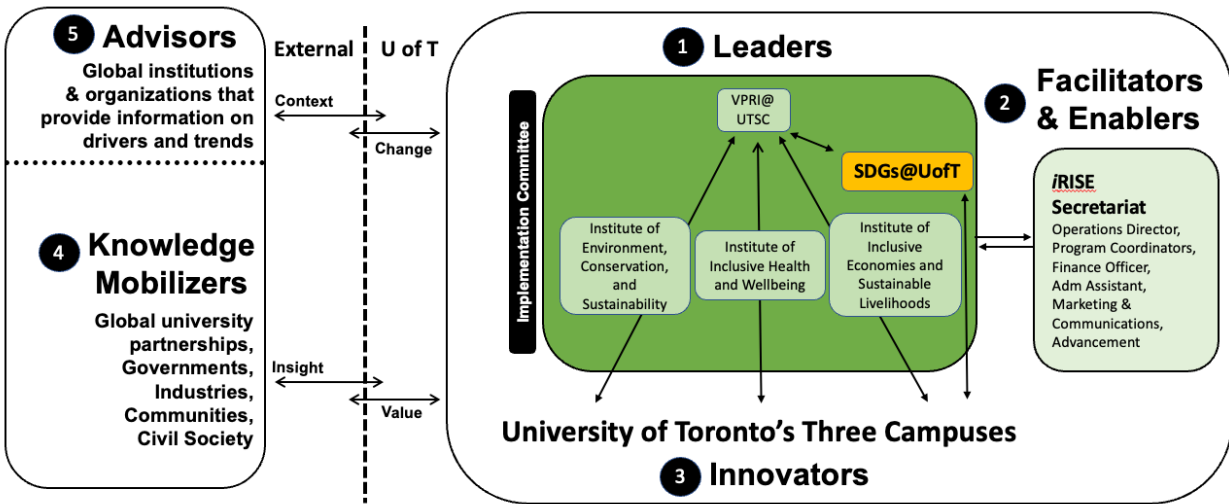 5 Advisors
Global institutions
& organizations that
provide information on
drivers and trends
4 Knowledge
Mobilizers
Global university
partnerships,
Governments,
Industries,
Communities,
Civil Society
External
U of T
Context
Change
Insight
Value
1 Leaders
Implementation Committee
VPRI@
UTSC
SDGs@UofT
Institute of
Environment,
Conservation,
and
Sustainability
Institute of
Inclusive Health
and Wellbeing
Institute of
Inclusive
Economies and
Sustainable
Livelihoods
University of Toronto's Three Campuses
3 Innovators
2 Facilitators
& Enablers
iRISE
Secretariat
Operations Director,
Program Coordinators,
Finance Officer,
Adm Assistant,
Marketing &
Communications,
Advancement